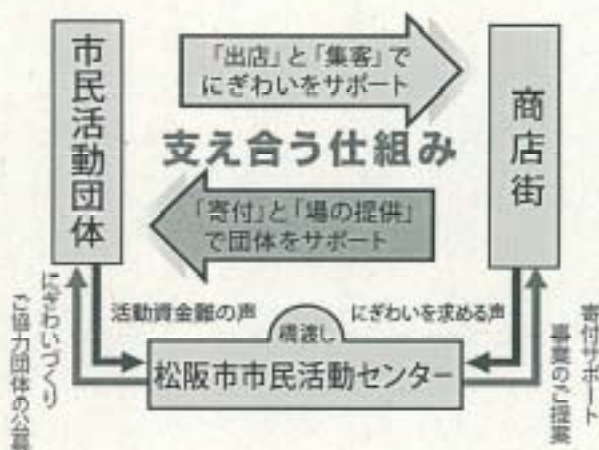 市民活動団体
「出店」と「集客」で
にぎわいをサポート
商店街
支え合う仕組み
「寄付」と「場の提供」
で団体をサポート
にぎわいづくり
ご協力団体の公募
活動資金難の声
橋渡し
にぎわいを求める声
松阪市市民活動センター
寄付サポート
事業のご提案